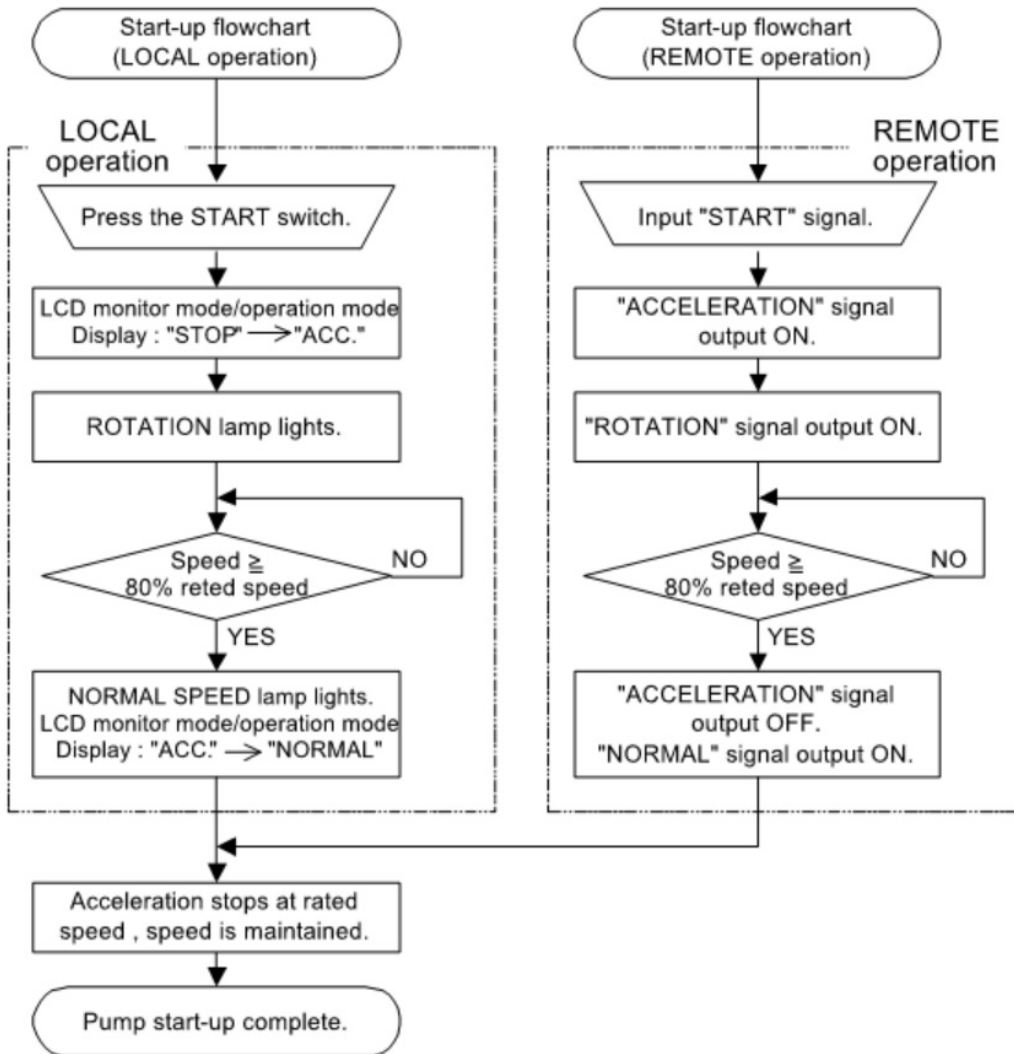 Start-up flowchart
(LOCAL operation)
LOCAL
operation
Press the START switch.
LCD monitor mode/operation mode
Display : "STOP" → "ACC."
ROTATION lamp lights.
Speed ≧
80% reted speed
NO
YES
NORMAL SPEED lamp lights.
LCD monitor mode/operation mode
Display : "ACC." → "NORMAL"
Start-up flowchart
(REMOTE operation)
REMOTE
operation
Input "START" signal.
"ACCELERATION" signal
output ON.
"ROTATION" signal output ON.
Speed ≧
80% reted speed
NO
YES
"ACCELERATION" signal
output OFF.
"NORMAL" signal output ON.
Acceleration stops at rated
speed , speed is maintained.
Pump start-up complete.